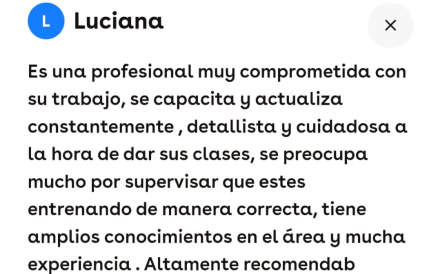 L Luciana
Es una profesional muy comprometida con
su trabajo, se capacita y actualiza
constantemente , detallista y cuidadosa a
la hora de dar sus clases, se preocupa
mucho por supervisar que estes
entrenando de manera correcta, tiene
amplios conocimientos en el área y mucha
experiencia . Altamente recomendab